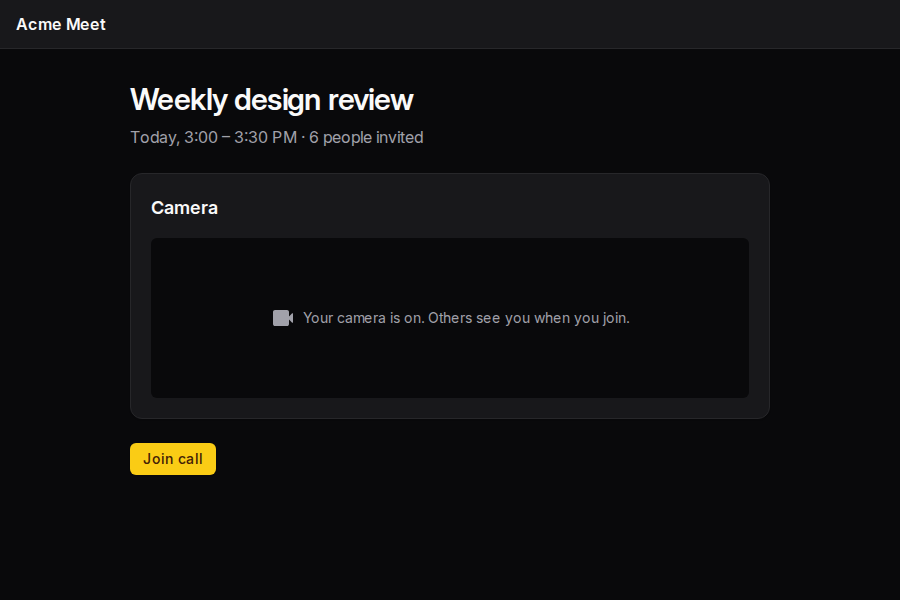 Acme Meet
Weekly design review
Today, 3:00 – 3:30 PM · 6 people invited
Camera
Your camera is on. Others see you when you join.
Join call